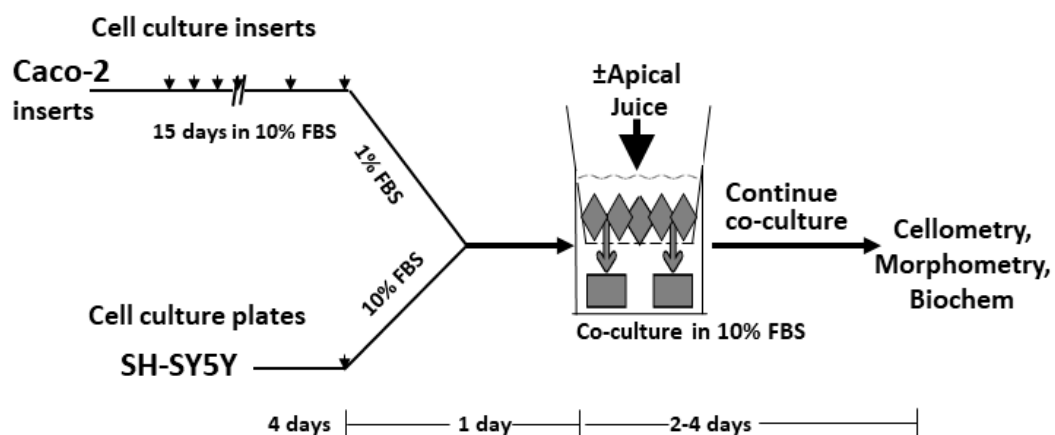 Cell culture inserts
Caco-2
inserts
15 days in 10% FBS
1% FBS
10% FBS
Cell culture plates
SH-SY5Y
±Apical
Juice
Continue
co-culture
Cellometry,
Morphometry,
Biochem
Co-culture in 10% FBS
4 days
1 day
2-4 days